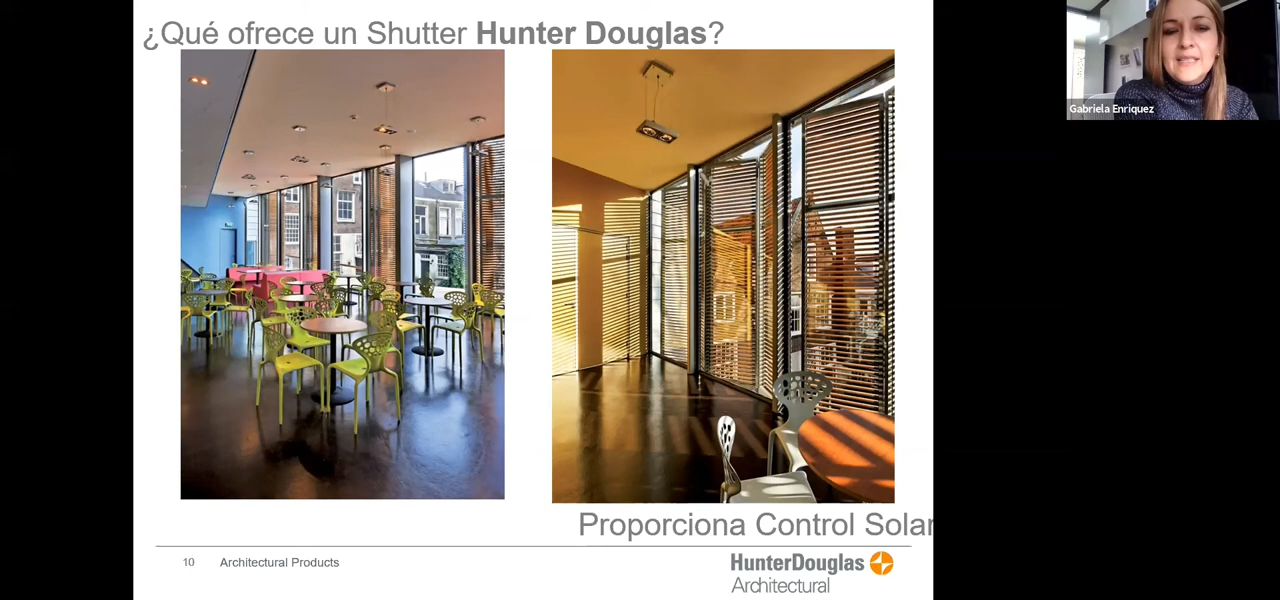 ¿Qué ofrece un Shutter Hunter Douglas?
Gabriela Enriquez
Proporciona Control Solar
10 Architectural Products
HunterDouglas
Architectural